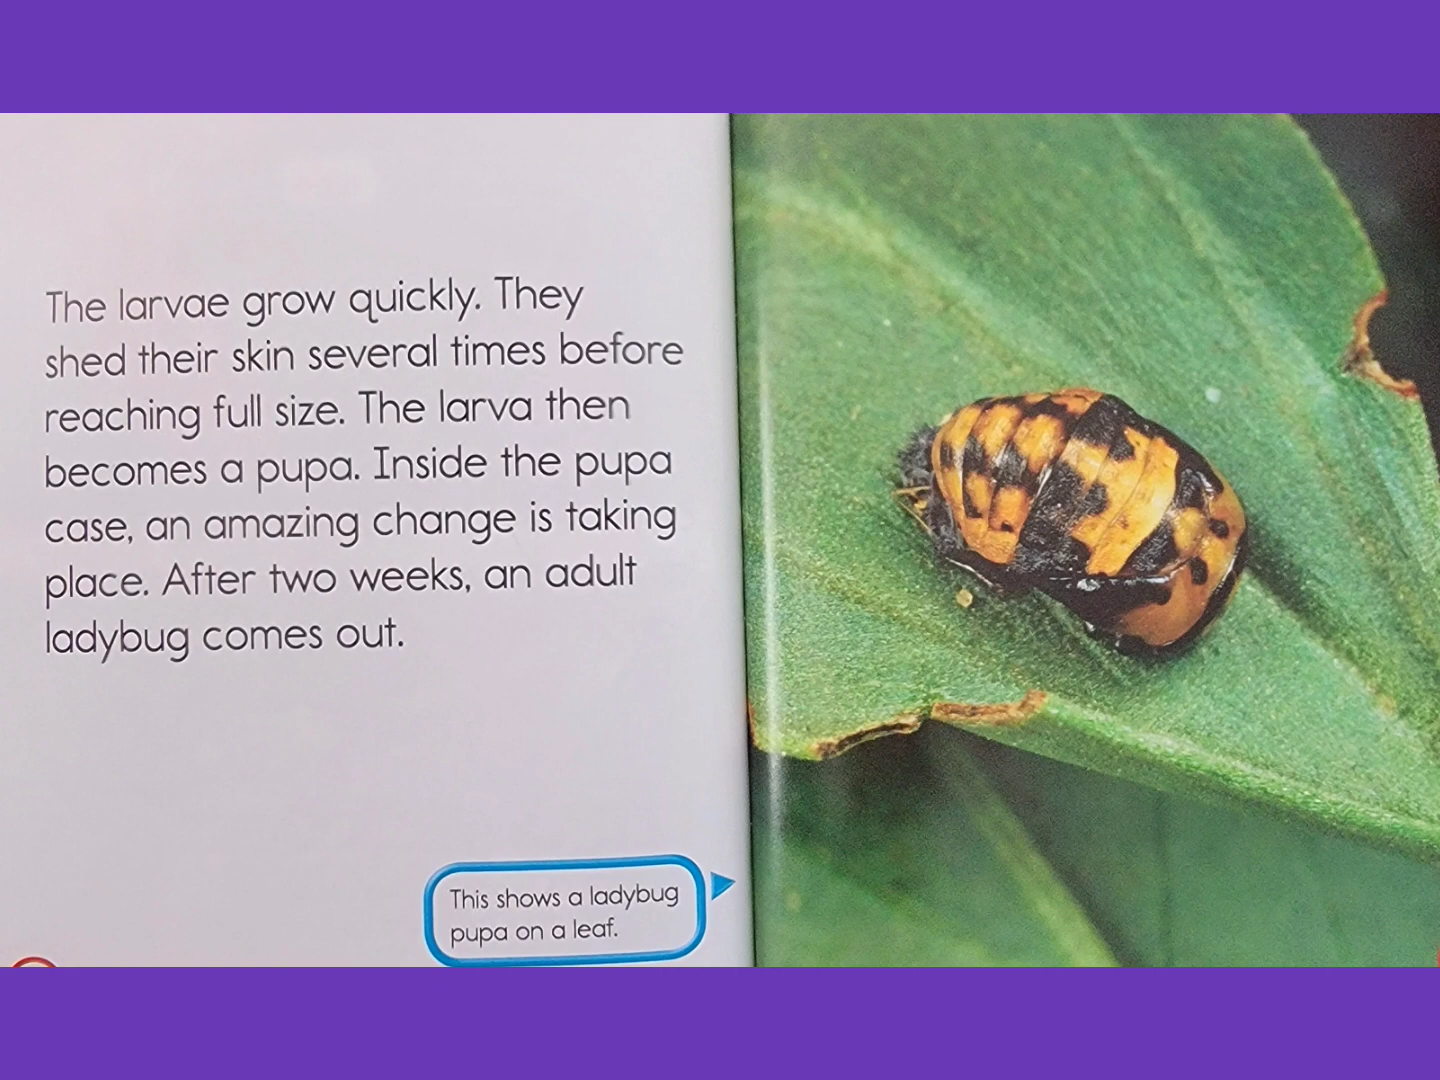 The larvae grow quickly. They
shed their skin several times before
reaching full size. The larva then
becomes a pupa. Inside the pupa
case, an amazing change is taking
place. After two weeks, an adult
ladybug comes out.
This shows a ladybug
pupa on a leaf.